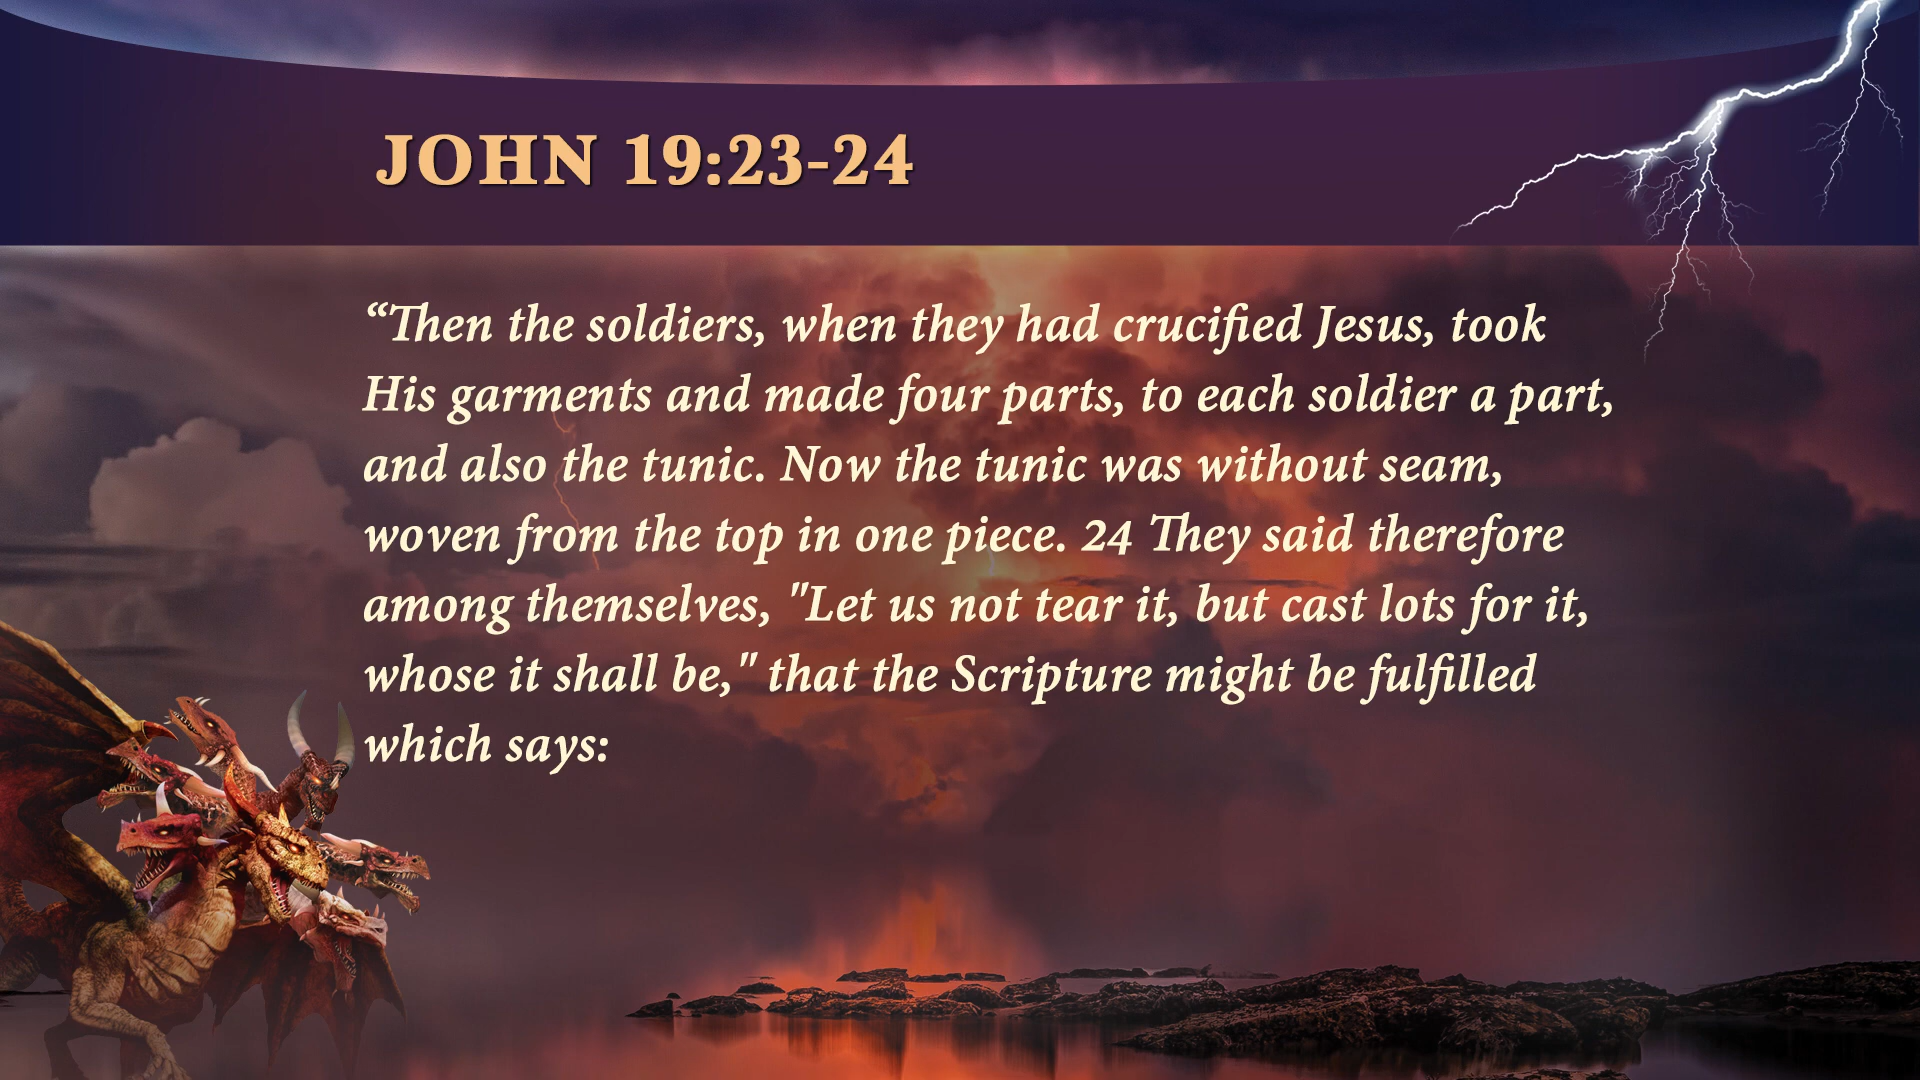 JOHN 19:23-24
“Then the soldiers, when they had crucified Jesus, took
His garments and made four parts, to each soldier a part,
and also the tunic. Now the tunic was without seam,
woven from the top in one piece. 24 They said therefore
among themselves, "Let us not tear it, but cast lots for it,
whose it shall be," that the Scripture might be fulfilled
which says: